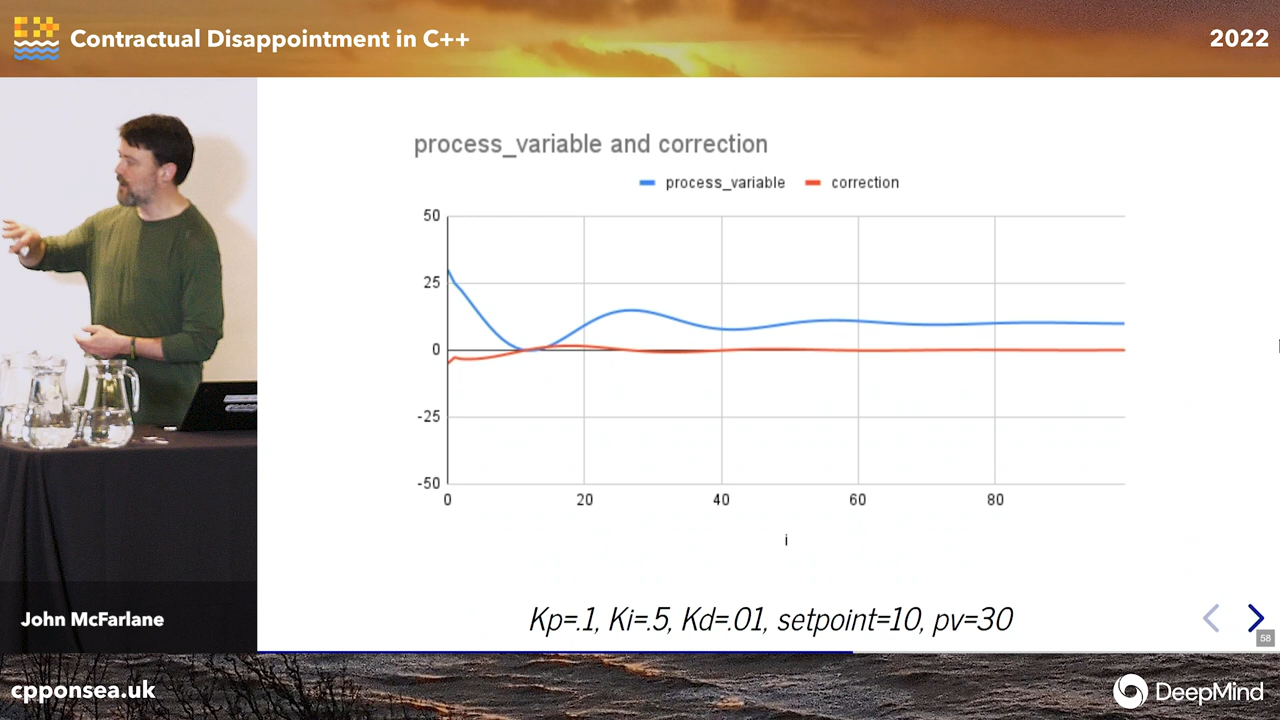 Contractual Disappointment in C++
2022
process_variable and correction
process_variable
correction
50
25
0
-25
-50
0
20
40
60
80
i
Kp=.1, Ki=.5, Kd=.01, setpoint=10, pv=30
58
John McFarlane
cpponsea.uk
DeepMind